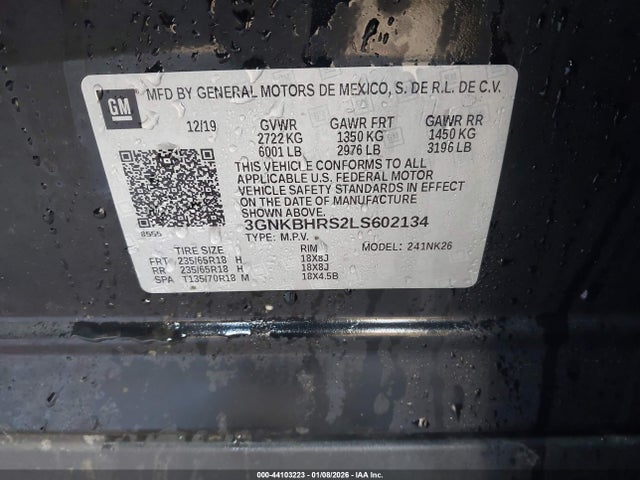 GM
MFD BY GENERAL MOTORS DE MEXICO, S. DE R.L. DE C.V.
12/19 GVWR GAWR FRT GAWR RR
2722 KG 1350 KG 1450 KG
6001 LB 2976 LB 3196 LB
THIS VEHICLE CONFORMS TO ALL
APPLICABLE U.S. FEDERAL MOTOR
VEHICLE SAFETY STANDARDS IN EFFECT
ON THE DATE OF MANUFACTURE
8555 3GNKBHRS2LS602134
TYPE: M.P.V. MODEL: 241NK26
TIRE SIZE RIM
FRT 235/65R18 H 18X8J
RR 235/65R18 H 18X8J
SPA T135/70R18 M 18X4.5B
000-44103223 - 01/08/2026 - IAA, Inc.